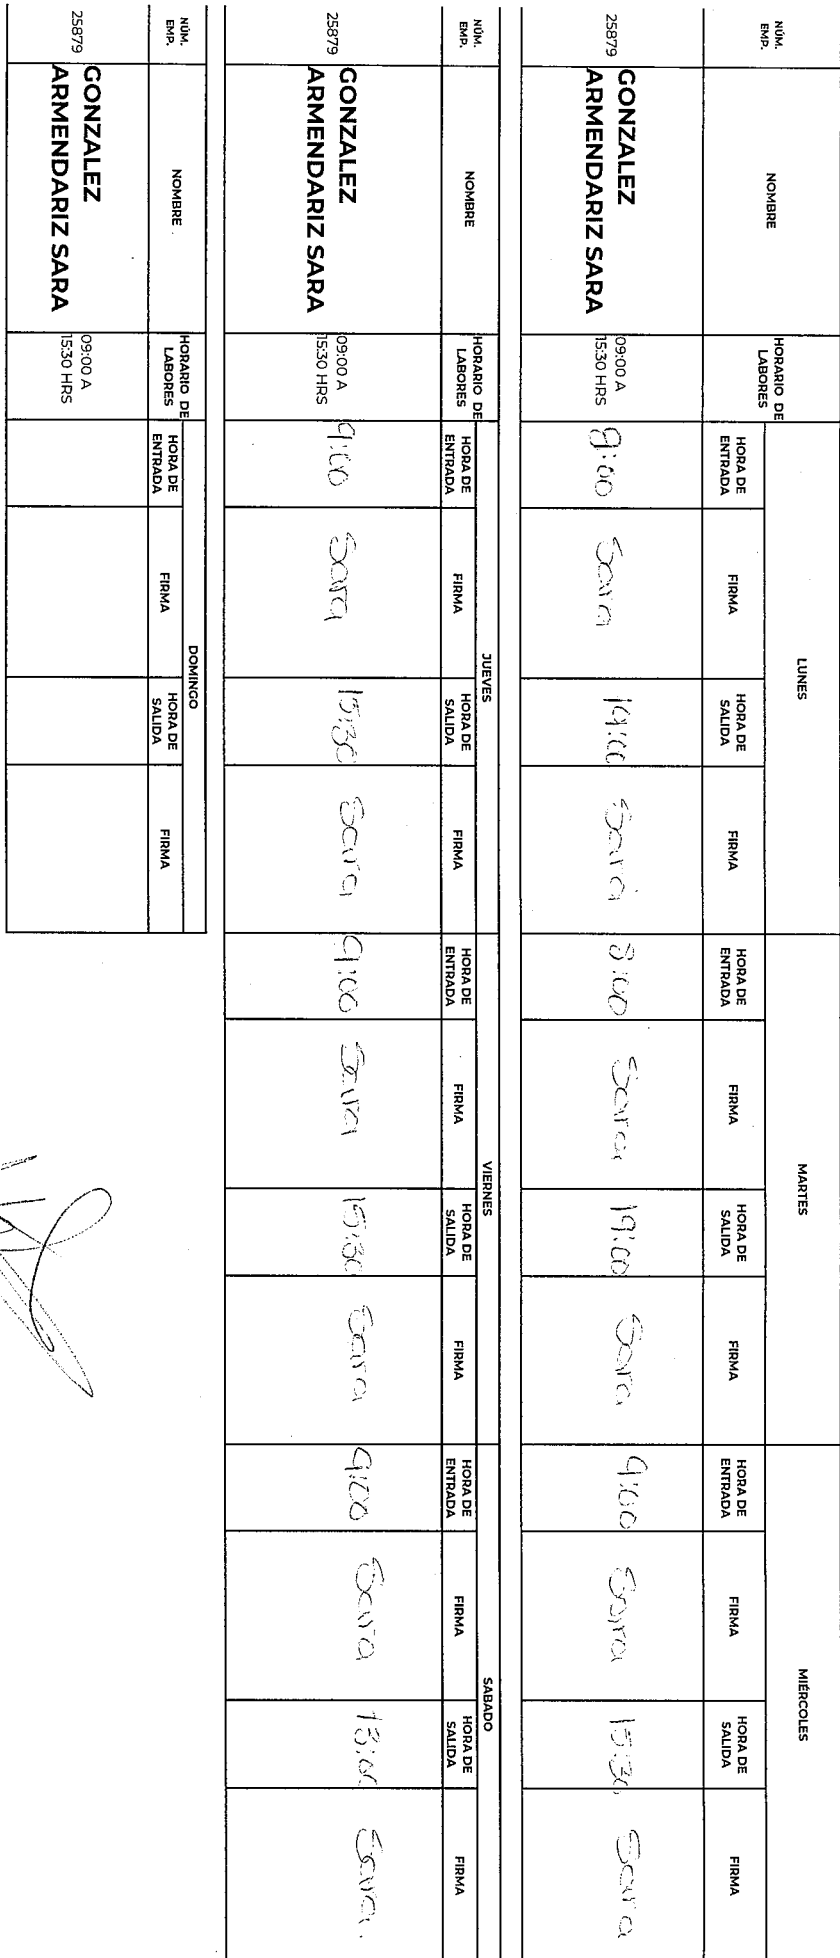 NÚM. EMP. NOMBRE HORARIO DE LABORES LUNES MARTES MIÉRCOLES
HORA DE ENTRADA FIRMA HORA DE SALIDA FIRMA HORA DE ENTRADA FIRMA HORA DE SALIDA FIRMA HORA DE ENTRADA FIRMA HORA DE SALIDA FIRMA
25879 GONZALEZ ARMENDARIZ SARA 09:00 A 15:30 HRS 8:00 Sara 19:00 Sara 8:00 Sara 19:00 Sara 9:00 Sara 15:30 Sara
NÚM. EMP. NOMBRE HORARIO DE LABORES JUEVES VIERNES SABADO
HORA DE ENTRADA FIRMA HORA DE SALIDA FIRMA HORA DE ENTRADA FIRMA HORA DE SALIDA FIRMA HORA DE ENTRADA FIRMA HORA DE SALIDA FIRMA
25879 GONZALEZ ARMENDARIZ SARA 09:00 A 15:30 HRS 9:00 Sara 15:30 Sara 9:00 Sara 15:30 Sara 9:00 Sara 13:00 Sara.
NÚM. EMP. NOMBRE HORARIO DE LABORES DOMINGO
HORA DE ENTRADA FIRMA HORA DE SALIDA FIRMA
25879 GONZALEZ ARMENDARIZ SARA 09:00 A 15:30 HRS